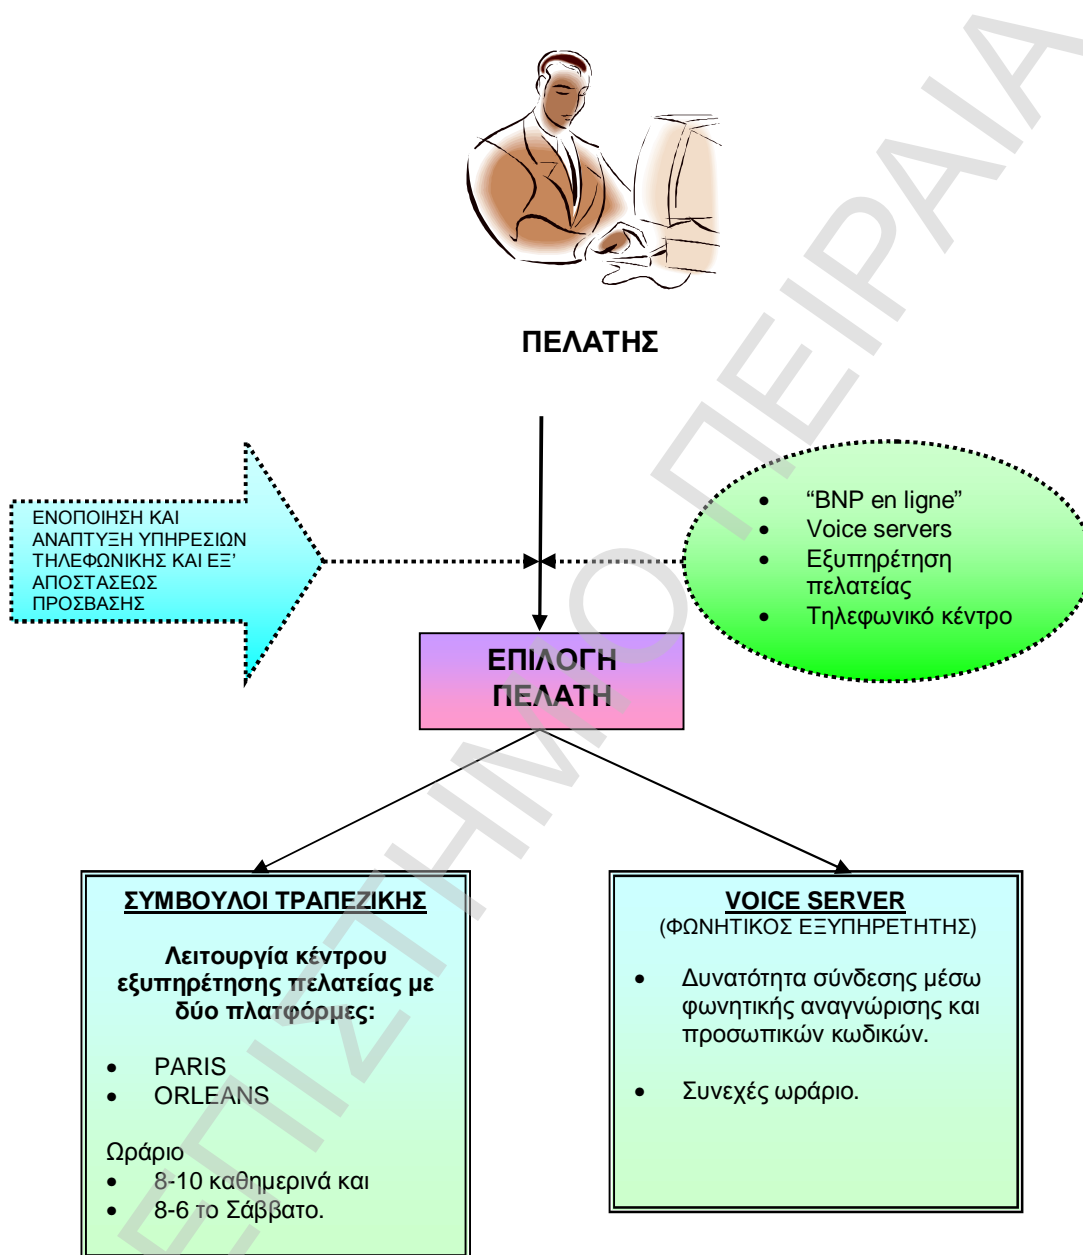 ΠΕΛΑΤΗΣ
ΕΝΟΠΟΙΗΣΗ ΚΑΙ
ΑΝΑΠΤΥΞΗ ΥΠΗΡΕΣΙΩΝ
ΤΗΛΕΦΩΝΙΚΗΣ ΚΑΙ ΕΞ’
ΑΠΟΣΤΑΣΕΩΣ
ΠΡΟΣΒΑΣΗΣ
• “BNP en ligne”
• Voice servers
• Εξυπηρέτηση
πελατείας
• Τηλεφωνικό κέντρο
ΕΠΙΛΟΓΗ
ΠΕΛΑΤΗ
ΣΥΜΒΟΥΛΟΙ ΤΡΑΠΕΖΙΚΗΣ
Λειτουργία κέντρου
εξυπηρέτησης πελατείας με
δύο πλατφόρμες:
• PARIS
• ORLEANS
Ωράριο
• 8-10 καθημερινά και
• 8-6 το Σάββατο.
VOICE SERVER
(ΦΩΝΗΤΙΚΟΣ ΕΞΥΠΗΡΕΤΗΤΗΣ)
• Δυνατότητα σύνδεσης μέσω
φωνητικής αναγνώρισης και
προσωπικών κωδικών.
• Συνεχές ωράριο.
ΕΠΙΣΤΗΜΙΟ ΠΕΙΡΑΙΑ